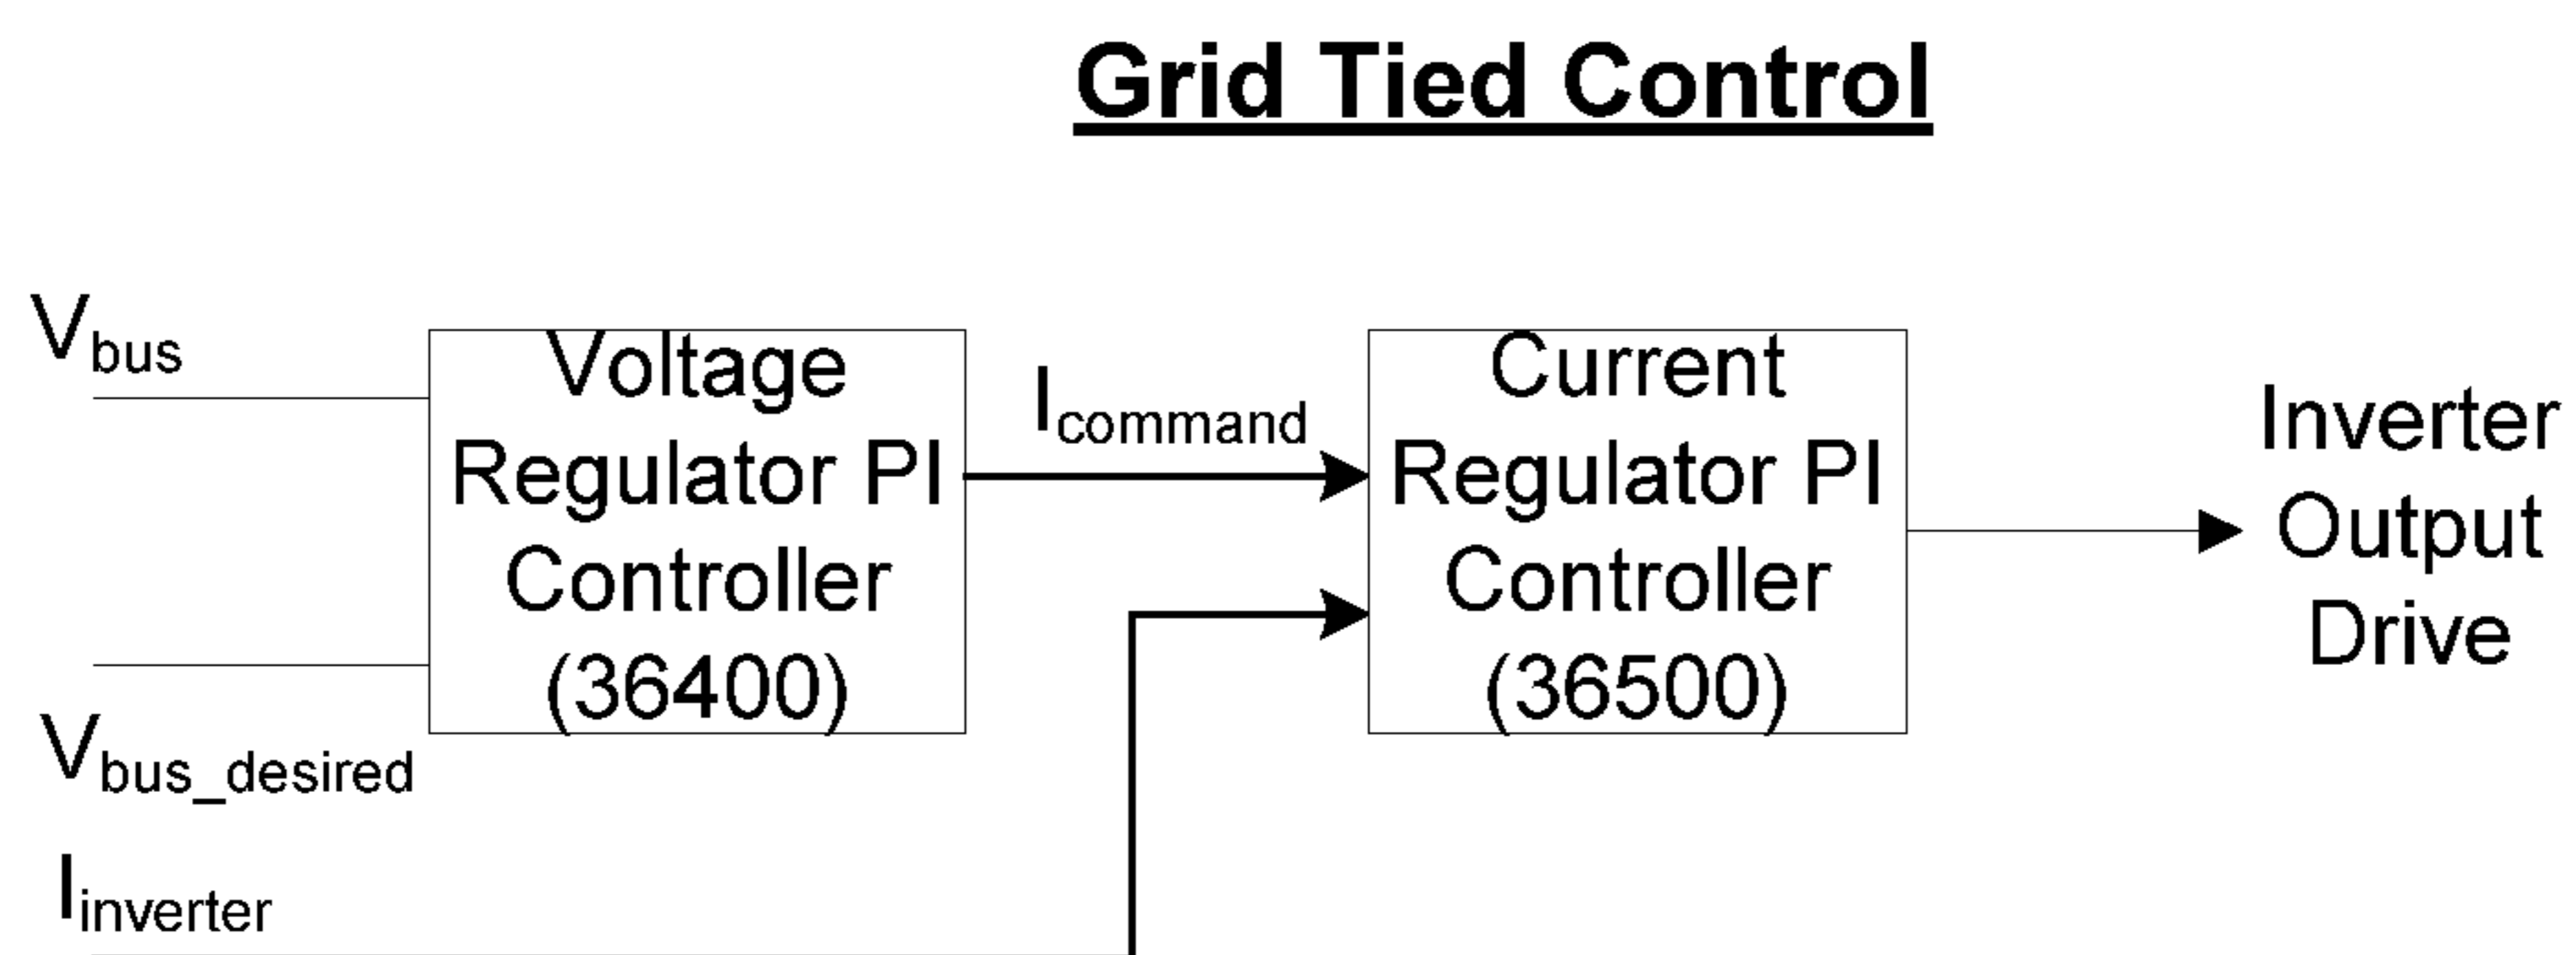 Grid Tied Control
Vbus
Voltage
Regulator PI
Controller
(36400)
Vbus_desired
Iinverter
Icommand
Current
Regulator PI
Controller
(36500)
Inverter
Output
Drive